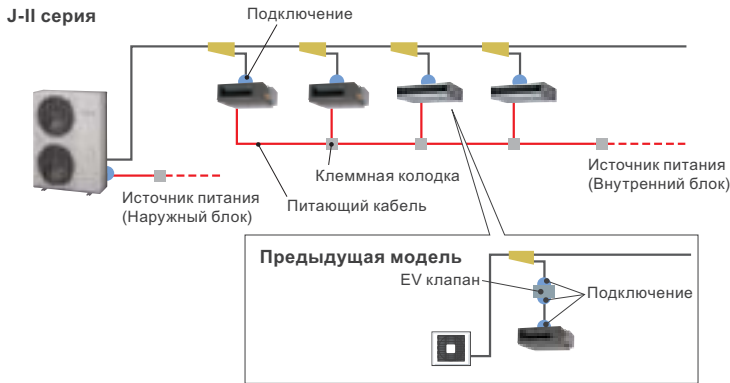 J-II серия
Подключение
Клеммная колодка
Питающий кабель
Источник питания
(Наружный блок)
Источник питания
(Внутренний блок)
Предыдущая модель
EV клапан
Подключение